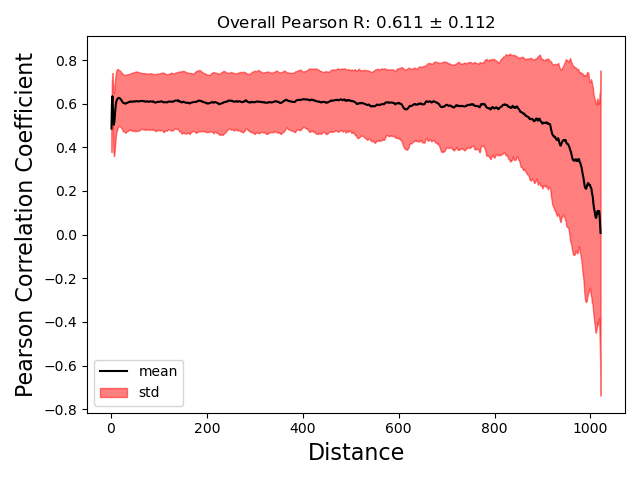 Overall Pearson R: 0.611 ± 0.112
Pearson Correlation Coefficient
0.8
0.6
0.4
0.2
0.0
−0.2
−0.4
−0.6
−0.8
mean
std
0 200 400 600 800 1000
Distance